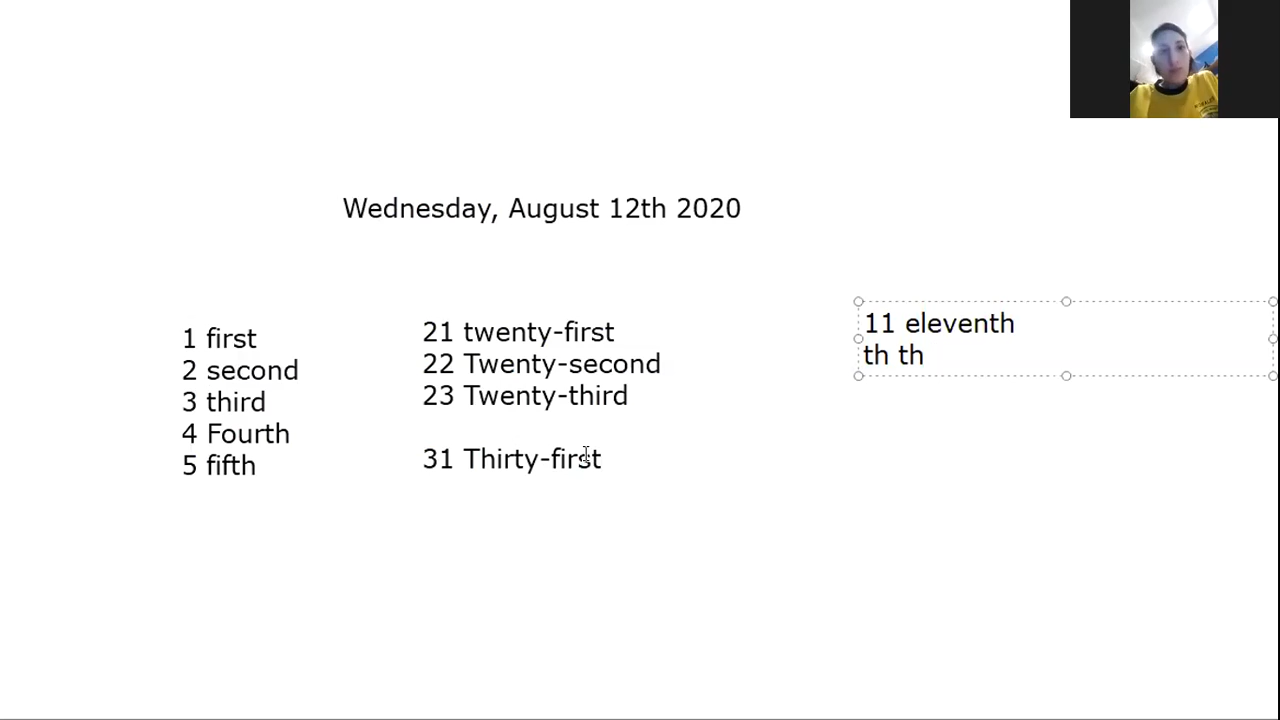 Wednesday, August 12th 2020
1 first
2 second
3 third
4 Fourth
5 fifth
21 twenty-first
22 Twenty-second
23 Twenty-third
31 Thirty-first
11 eleventh
th th